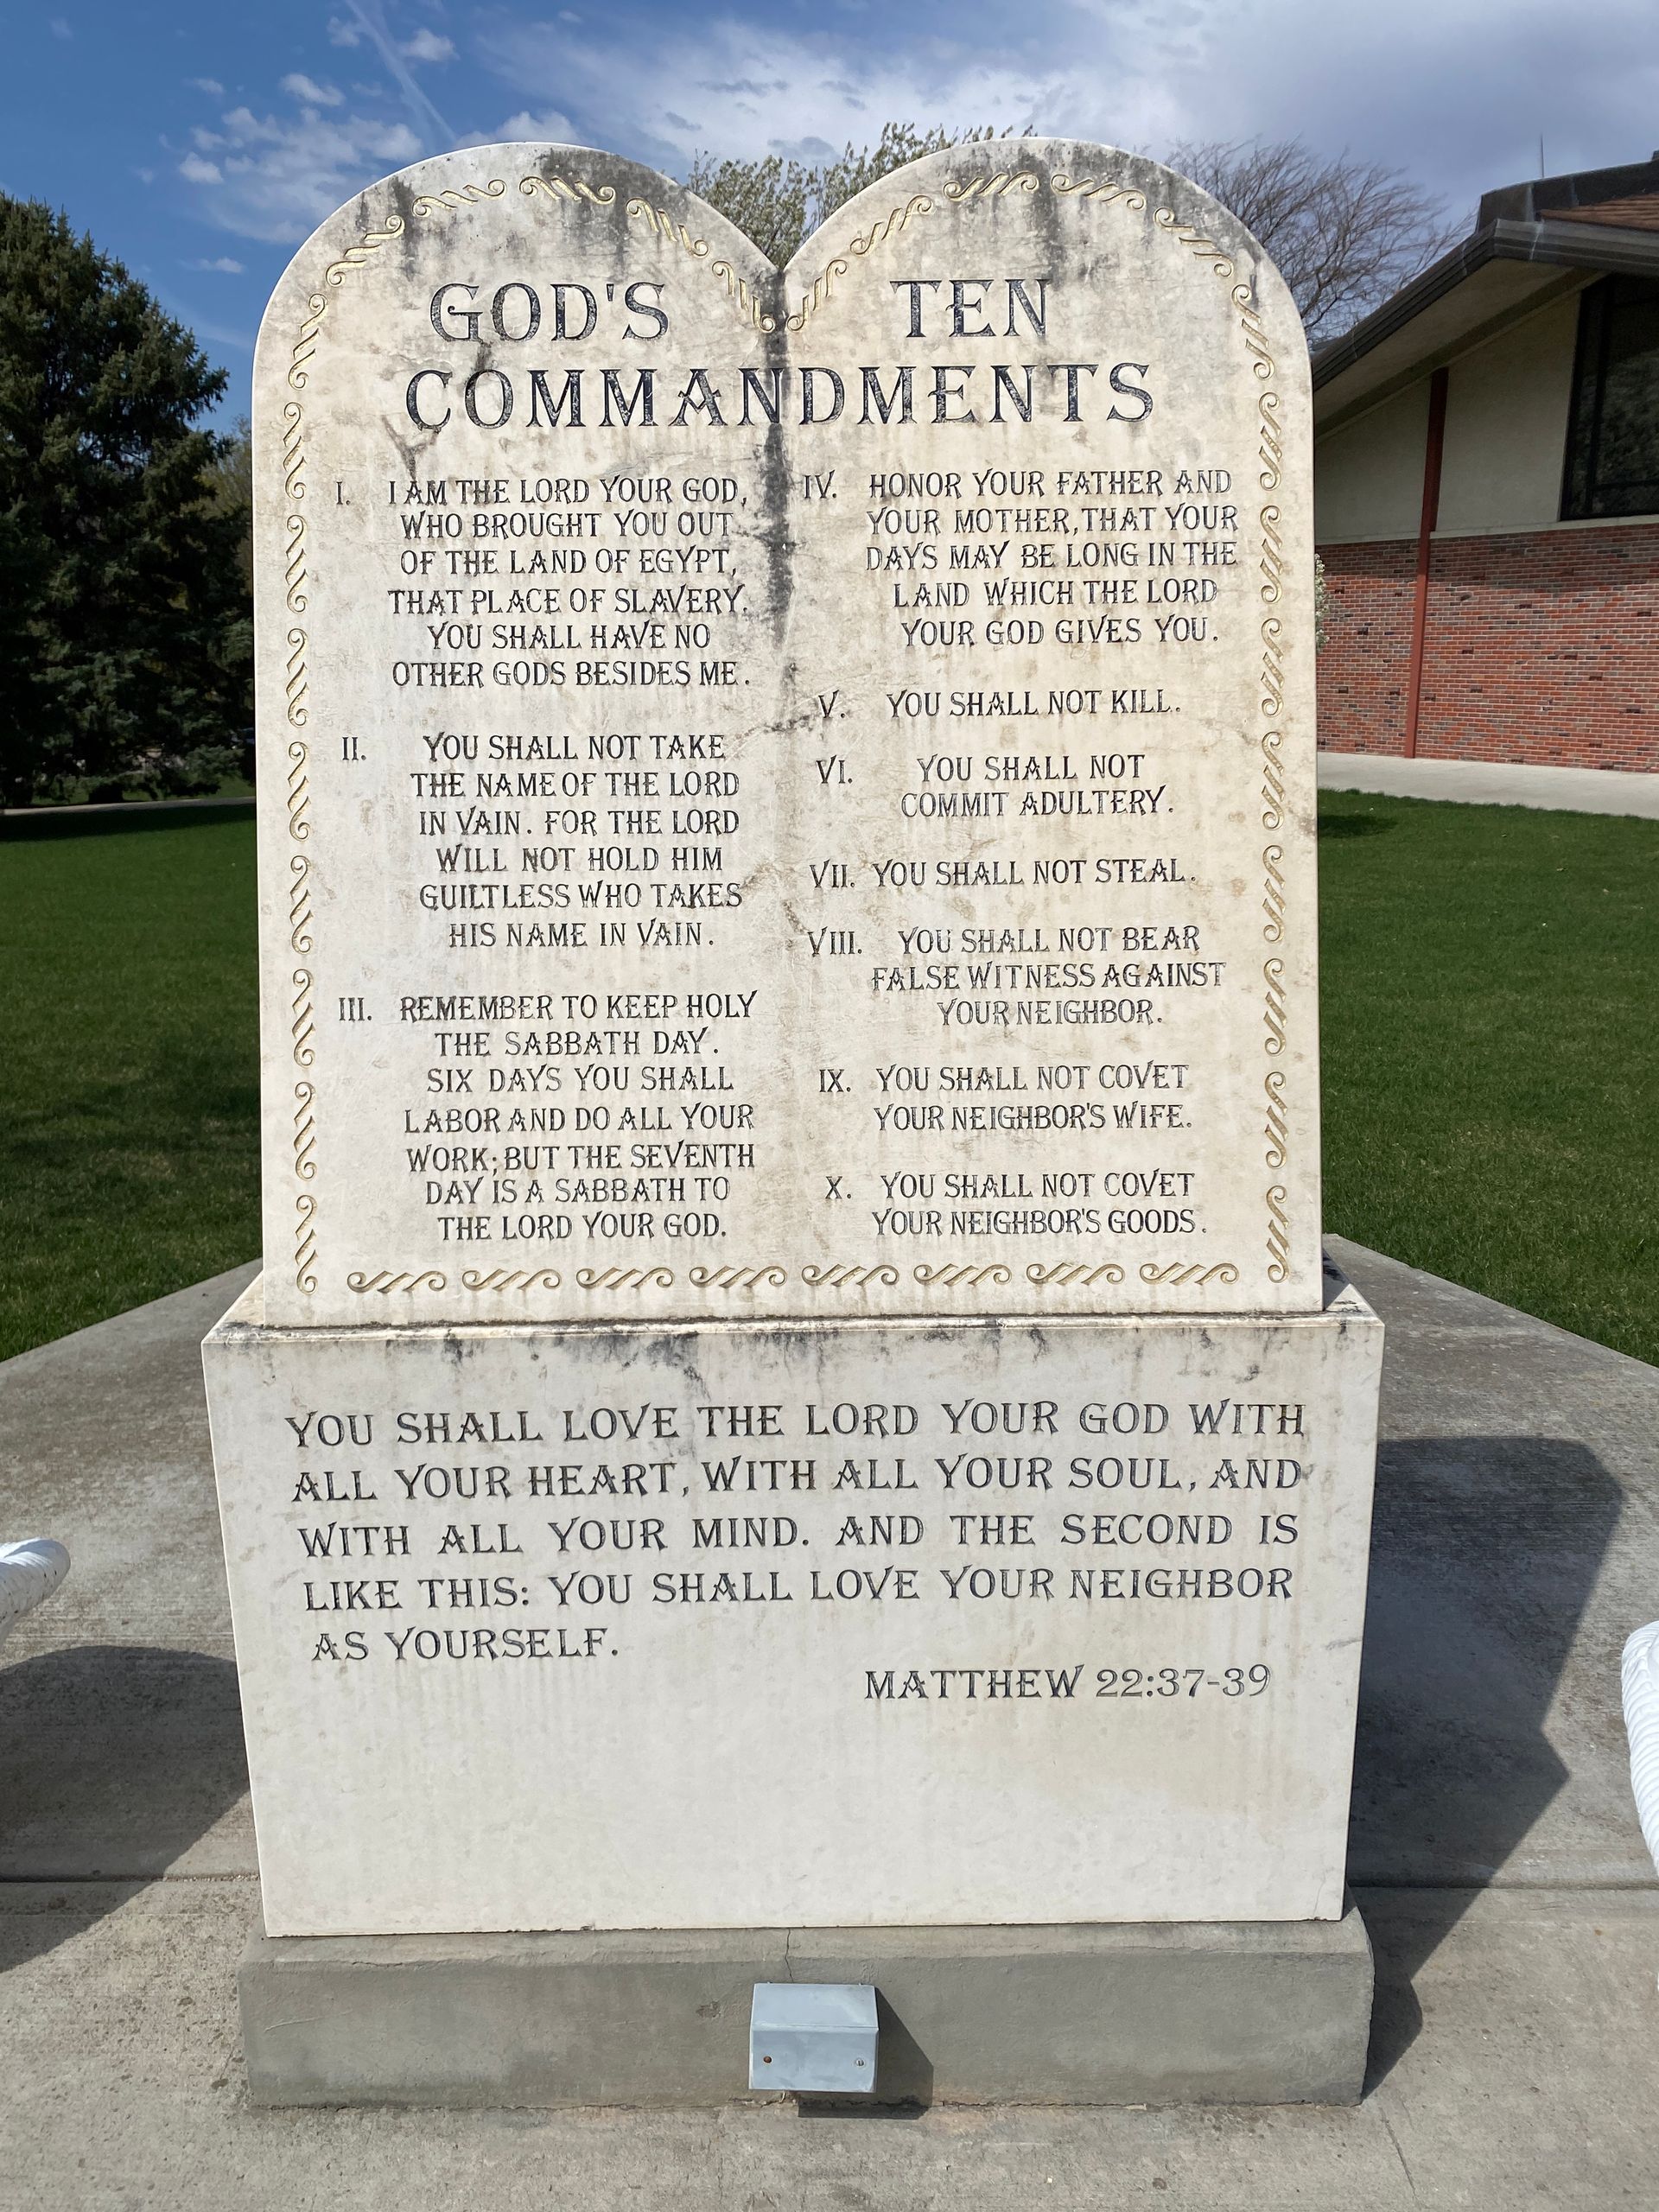 GOD'S TEN
COMMANDMENTS
I. I AM THE LORD YOUR GOD,
WHO BROUGHT YOU OUT
OF THE LAND OF EGYPT,
THAT PLACE OF SLAVERY.
YOU SHALL HAVE NO
OTHER GODS BESIDES ME.
II. YOU SHALL NOT TAKE
THE NAME OF THE LORD
IN VAIN. FOR THE LORD
WILL NOT HOLD HIM
GUILTLESS WHO TAKES
HIS NAME IN VAIN.
III. REMEMBER TO KEEP HOLY
THE SABBATH DAY.
SIX DAYS YOU SHALL
LABOR AND DO ALL YOUR
WORK; BUT THE SEVENTH
DAY IS A SABBATH TO
THE LORD YOUR GOD.
IV. HONOR YOUR FATHER AND
YOUR MOTHER, THAT YOUR
DAYS MAY BE LONG IN THE
LAND WHICH THE LORD
YOUR GOD GIVES YOU.
V. YOU SHALL NOT KILL.
VI. YOU SHALL NOT
COMMIT ADULTERY.
VII. YOU SHALL NOT STEAL.
VIII. YOU SHALL NOT BEAR
FALSE WITNESS AGAINST
YOUR NEIGHBOR.
IX. YOU SHALL NOT COVET
YOUR NEIGHBOR'S WIFE.
X. YOU SHALL NOT COVET
YOUR NEIGHBOR'S GOODS.
YOU SHALL LOVE THE LORD YOUR GOD WITH
ALL YOUR HEART, WITH ALL YOUR SOUL, AND
WITH ALL YOUR MIND. AND THE SECOND IS
LIKE THIS: YOU SHALL LOVE YOUR NEIGHBOR
AS YOURSELF.
MATTHEW 22:37-39